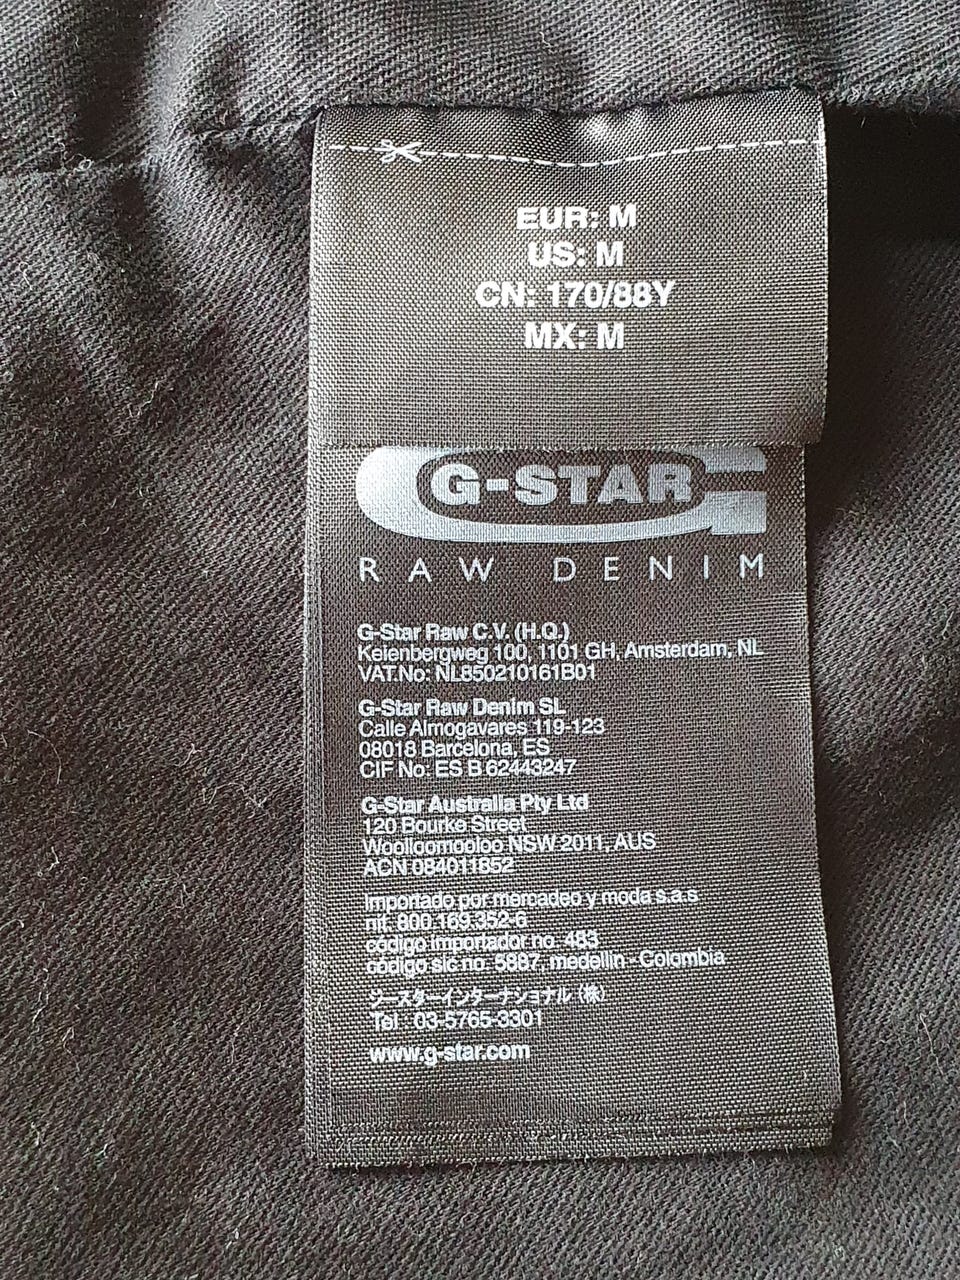 EUR: M
US: M
CN: 170/88Y
MX: M
G-STAR
RAW DENIM
G-Star Raw C.V. (H.Q.)
Keienbergweg 100, 1101 GH, Amsterdam, NL
VAT.No: NL850210161B01
G-Star Raw Denim SL
Calle Almogavares 119-123
08018 Barcelona, ES
CIF No: ES B 62443247
G-Star Australia Pty Ltd
120 Bourke Street
Woolloomooloo NSW 2011, AUS
ACN 084011852
Importado por mercadeo y moda s.a.s
nit. 800.169.352-6
código importador no. 483
código sic no. 5887, medellin - Colombia
ジースターインターナショナル (株)
Tel : 03-5765-3301
www.g-star.com